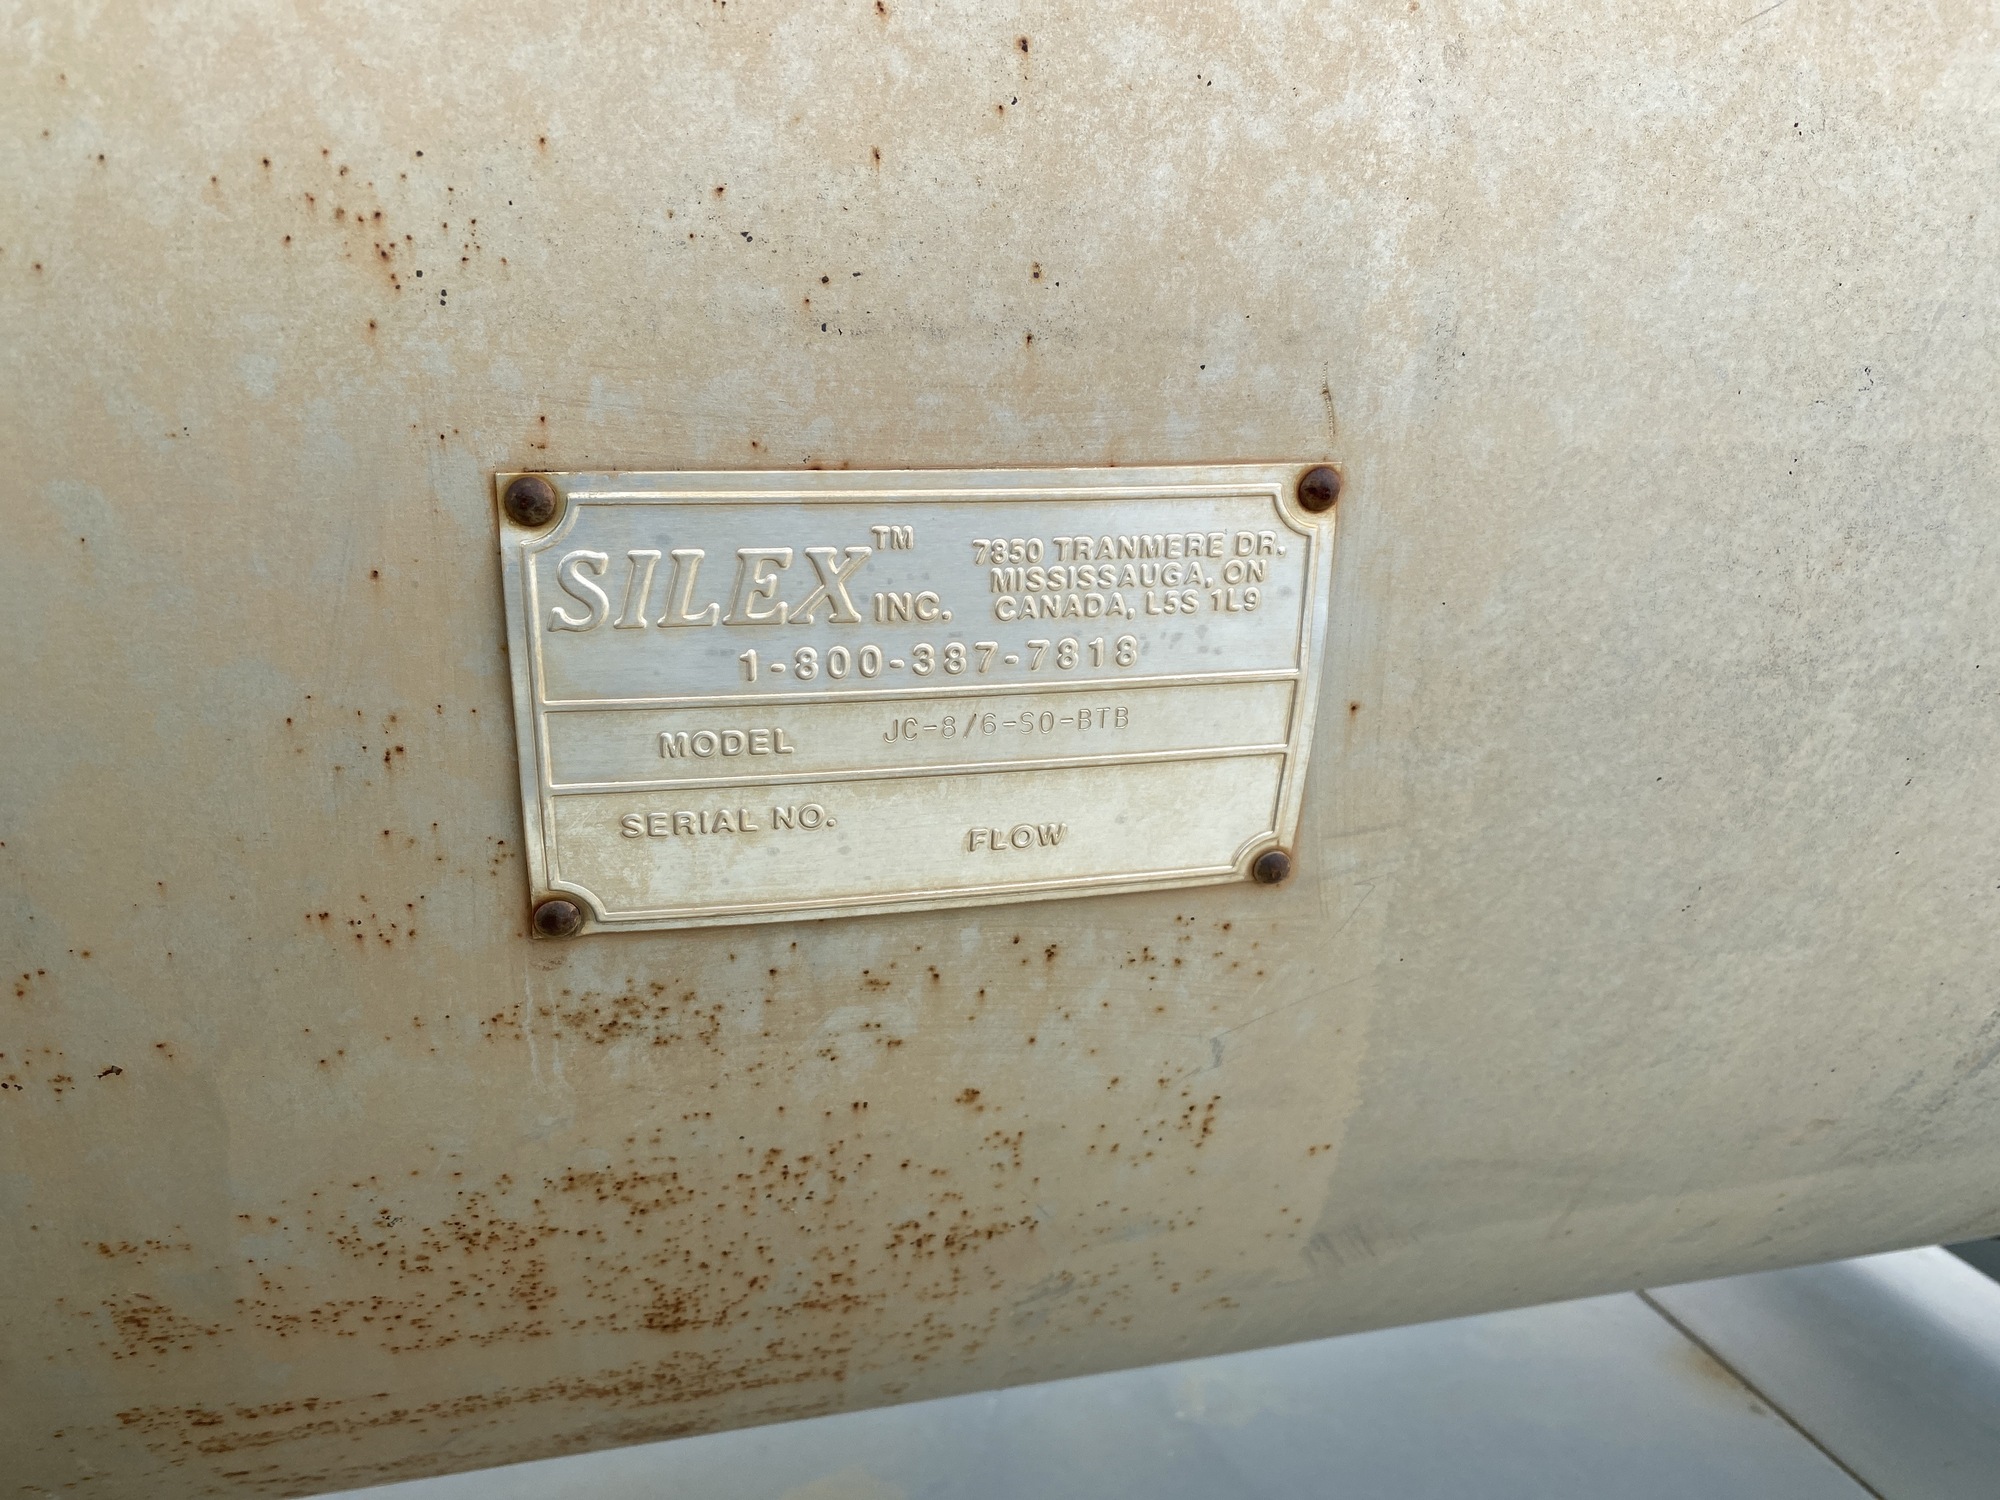 SILEX™ INC.
7850 TRANMERE DR.
MISSISSAUGA, ON
CANADA, L5S 1L9
1-800-387-7818
MODEL JC-8/6-SO-BTB
SERIAL NO.
FLOW